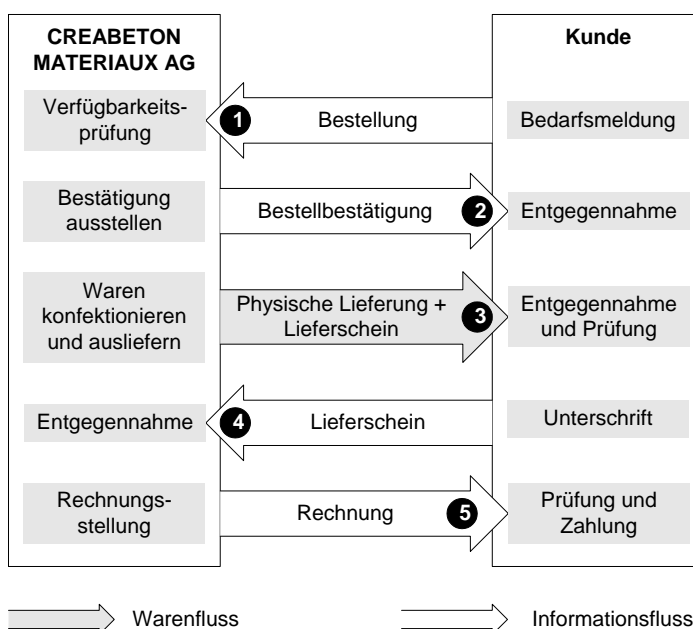 CREABETON
MATERIAUX AG
Kunde
Verfügbarkeits-
prüfung
1
Bestellung
Bedarfsmeldung
Bestätigung
ausstellen
Bestellbestätigung
2
Entgegennahme
Waren
konfektionieren
und ausliefern
Physische Lieferung +
Lieferschein
3
Entgegennahme
und Prüfung
Entgegennahme
4
Lieferschein
Unterschrift
Rechnungs-
stellung
Rechnung
5
Prüfung und
Zahlung
Warenfluss
Informationsfluss